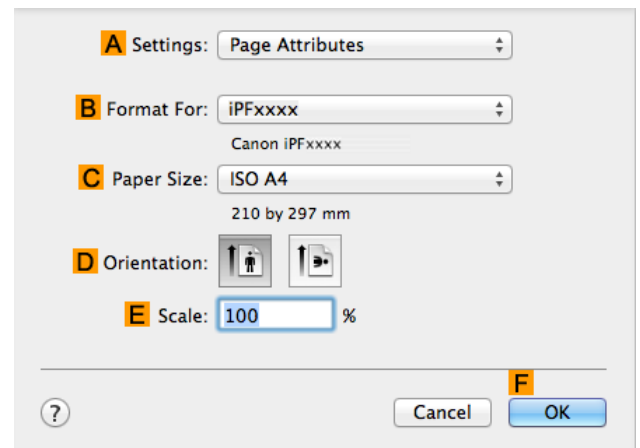 A Settings: Page Attributes
B Format For: iPFxxxx
Canon iPFxxxx
C Paper Size: ISO A4
210 by 297 mm
D Orientation:
E Scale: 100 %
F
? Cancel OK